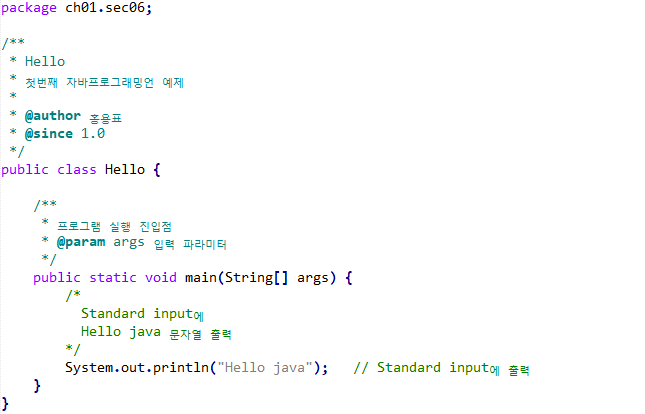 package ch01.sec06;

/**
 * Hello
 * 첫번째 자바프로그래밍언 예제
 *
 * @author 홍용표
 * @since 1.0
 */
public class Hello {

    /**
     * 프로그램 실행 진입점
     * @param args 입력 파라미터
     */
    public static void main(String[] args) {
        /*
          Standard input에
          Hello java 문자열 출력
        */
        System.out.println("Hello java");   // Standard input에 출력
    }
}